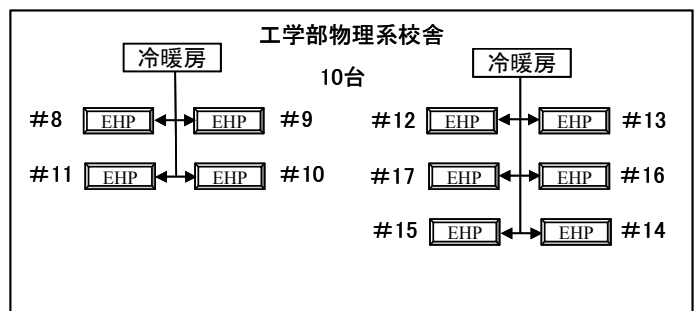 工学部物理系校舎
冷暖房
冷暖房
10台
#8 EHP EHP #9
#12 EHP EHP #13
#11 EHP EHP #10
#17 EHP EHP #16
#15 EHP EHP #14